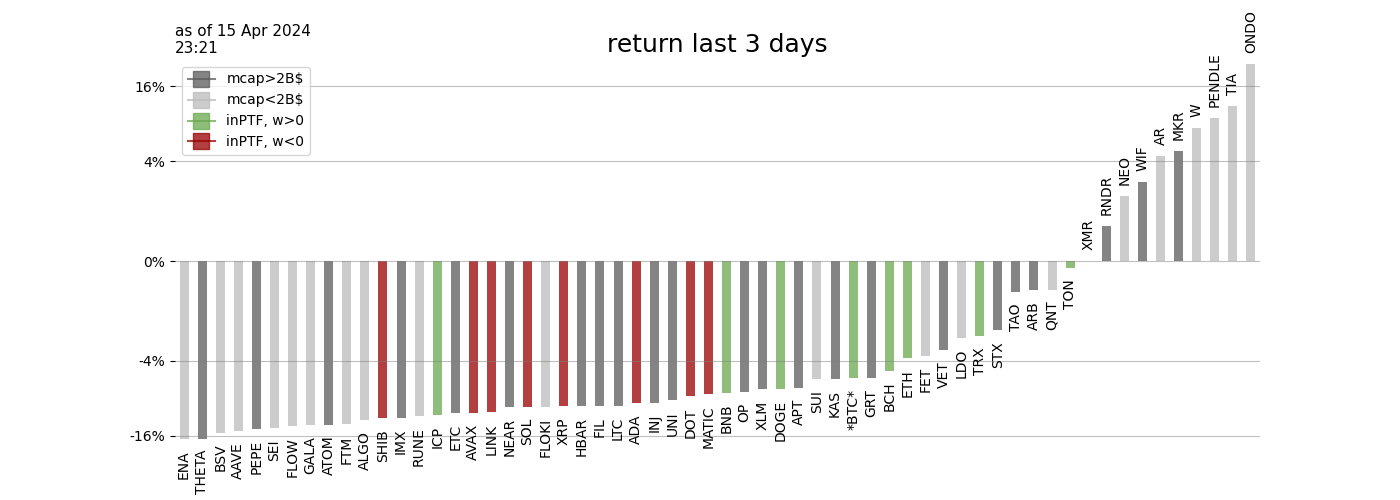 as of 15 Apr 2024
23:21
return last 3 days
mcap>2B$
mcap<2B$
inPTF, w>0
inPTF, w<0
16%
4%
0%
-4%
-16%
ENA
THETA
BSV
AAVE
PEPE
SEI
FLOW
GALA
ATOM
FTM
ALGO
SHIB
IMX
RUNE
ICP
ETC
AVAX
LINK
NEAR
SOL
FLOKI
XRP
HBAR
FIL
LTC
ADA
INJ
UNI
DOT
MATIC
BNB
OP
XLM
DOGE
APT
SUI
KAS
*BTC*
GRT
BCH
ETH
FET
VET
LDO
TRX
STX
TAO
ARB
QNT
TON
XMR
RNDR
NEO
WIF
AR
MKR
W
PENDLE
TIA
ONDO